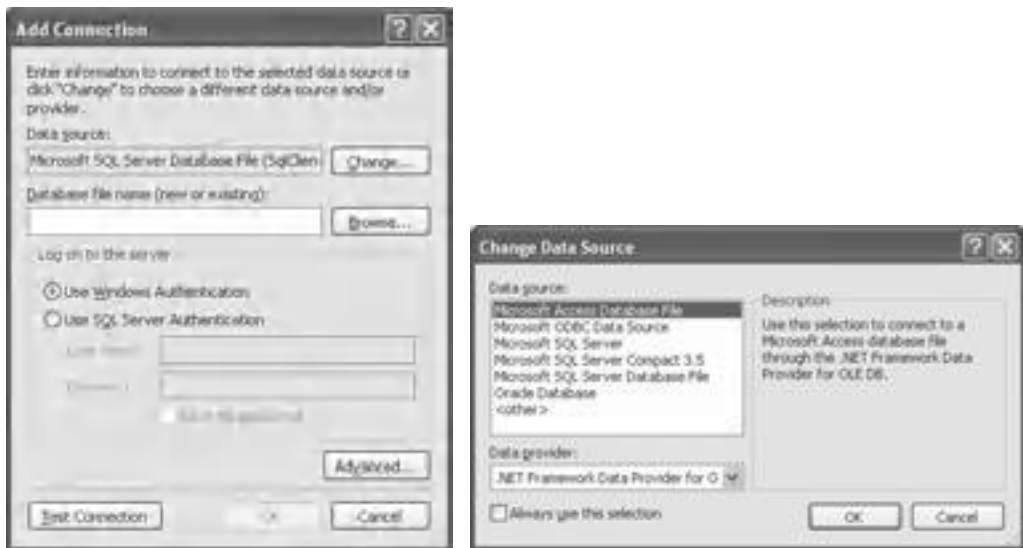 Add Connection
Enter information to connect to the selected data source or
click "Change" to choose a different data source and/or
provider.
Data source:
Microsoft SQL Server Database File (SqlClien
Change...
Database file name (new or existing):
Browse...
Log on to the server
Use Windows Authentication
Use SQL Server Authentication
Advanced...
Test Connection
OK
Cancel
Change Data Source
Data source:
Microsoft Access Database File
Microsoft ODBC Data Source
Microsoft SQL Server
Microsoft SQL Server Compact 3.5
Microsoft SQL Server Database File
Oracle Database
<other>
Description
Use this selection to connect to a
Microsoft Access database file
through the .NET Framework Data
Provider for OLE DB.
Data provider:
.NET Framework Data Provider for O
Always use this selection
OK
Cancel